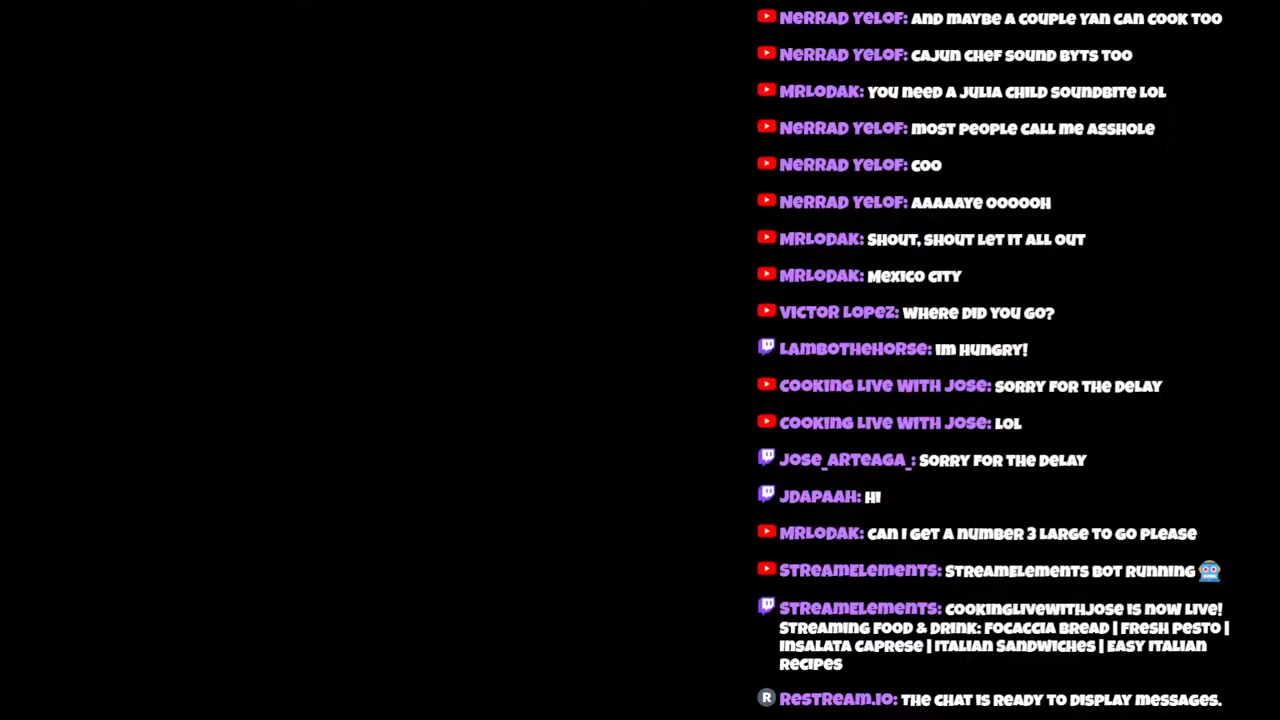 Nerrad Yelof: And maybe a couple Yan Can Cook too
Nerrad Yelof: Cajun Chef sound byts too
MrLodak: You need a Julia Child soundbite lol
Nerrad Yelof: most people call me asshole
Nerrad Yelof: Coo
Nerrad Yelof: Aaaaaye oooooh
MrLodak: Shout, shout let it all out
MrLodak: Mexico City
Victor Lopez: Where did you go?
LamboTheHorse: Im hungry!
Cooking Live With Jose: Sorry for the delay
Cooking Live With Jose: LOL
Jose_Arteaga_: Sorry for the delay
Jdapaah: Hi
MrLodak: Can I get a number 3 large to go please
StreamElements: StreamElements bot running
StreamElements: cookinglivewithjose is now live!
Streaming Food & Drink: Focaccia Bread | Fresh Pesto |
Insalata Caprese | Italian Sandwiches | Easy Italian
Recipes
R Restream.io: The chat is ready to display messages.